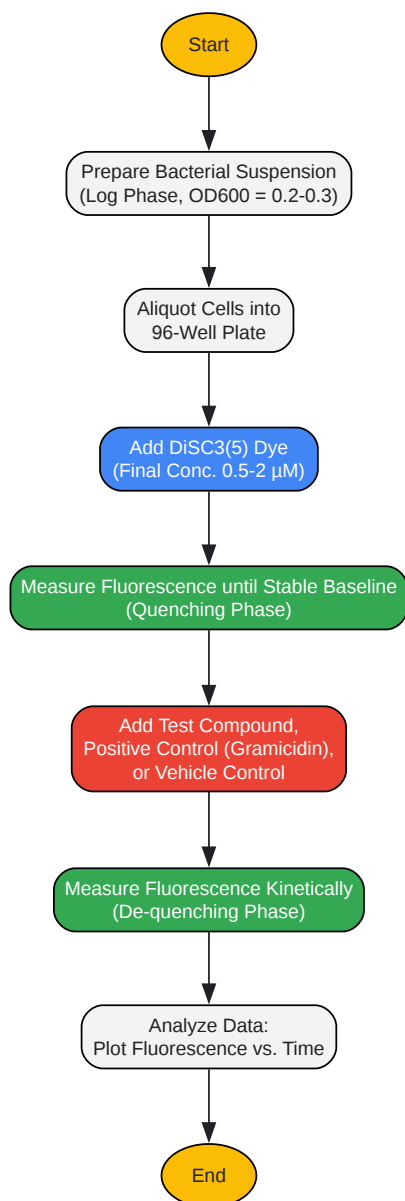 Start
Prepare Bacterial Suspension
(Log Phase, OD600 = 0.2-0.3)
Aliquot Cells into
96-Well Plate
Add DiSC3(5) Dye
(Final Conc. 0.5-2 µM)
Measure Fluorescence until Stable Baseline
(Quenching Phase)
Add Test Compound,
Positive Control (Gramicidin),
or Vehicle Control
Measure Fluorescence Kinetically
(De-quenching Phase)
Analyze Data:
Plot Fluorescence vs. Time
End